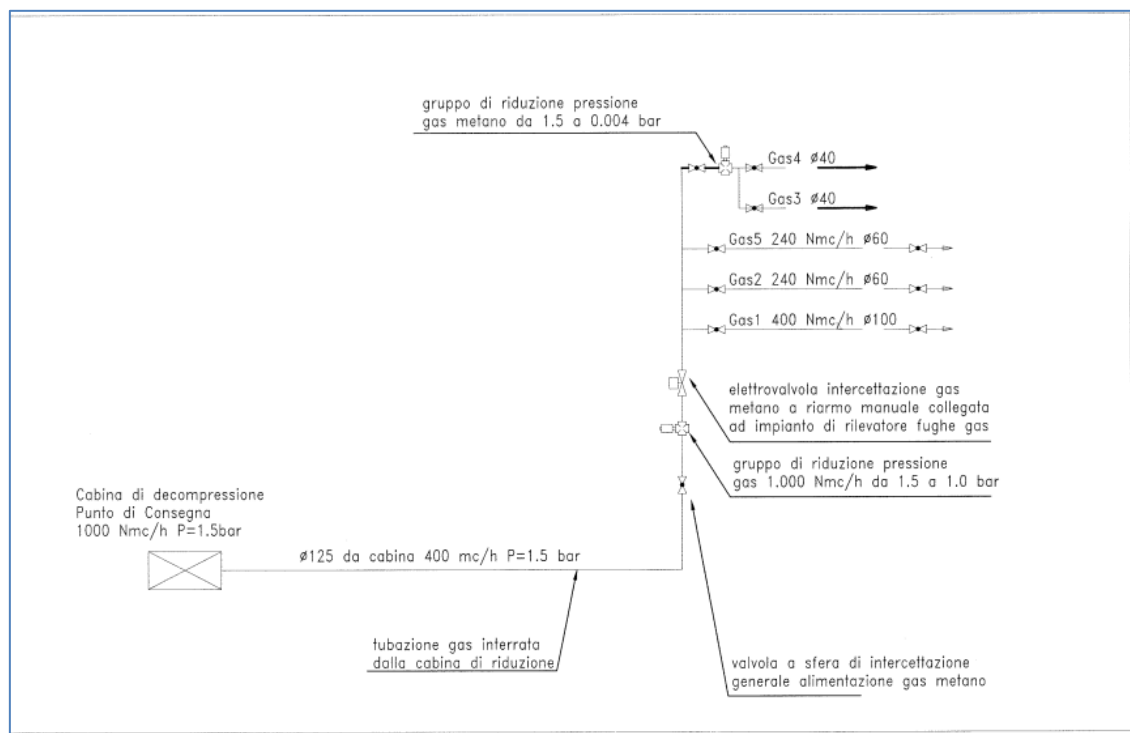 gruppo di riduzione pressione
gas metano da 1.5 a 0.004 bar
Gas4 ø40
Gas3 ø40
Gas5 240 Nmc/h ø60
Gas2 240 Nmc/h ø60
Gas1 400 Nmc/h ø100
elettrovalvola intercettazione gas
metano a riarmo manuale collegata
ad impianto di rilevatore fughe gas
gruppo di riduzione pressione
gas 1.000 Nmc/h da 1.5 a 1.0 bar
Cabina di decompressione
Punto di Consegna
1000 Nmc/h P=1.5bar
ø125 da cabina 400 mc/h P=1.5 bar
tubazione gas interrata
dalla cabina di riduzione
valvola a sfera di intercettazione
generale alimentazione gas metano